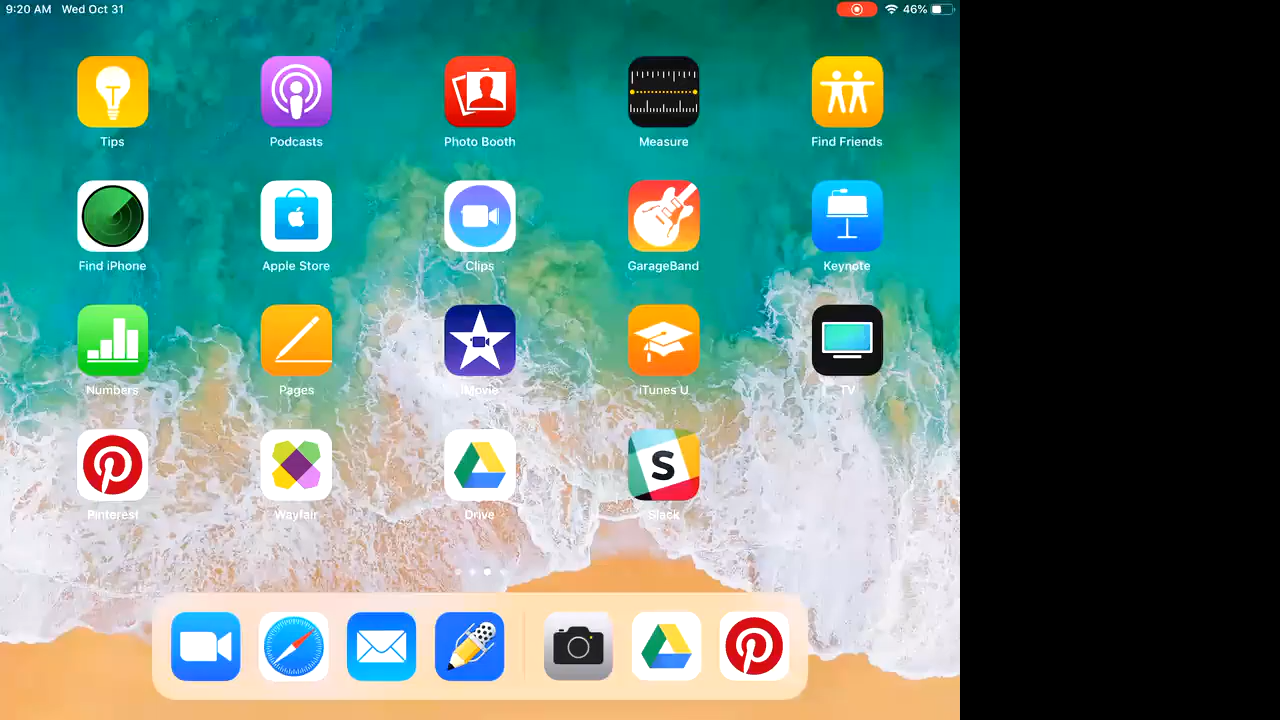 9:20 AM Wed Oct 31 46%
Tips Podcasts Photo Booth Measure Find Friends
Find iPhone Apple Store Clips GarageBand Keynote
Numbers Pages iMovie iTunes U TV
S
Pinterest Wayfair Drive Slack